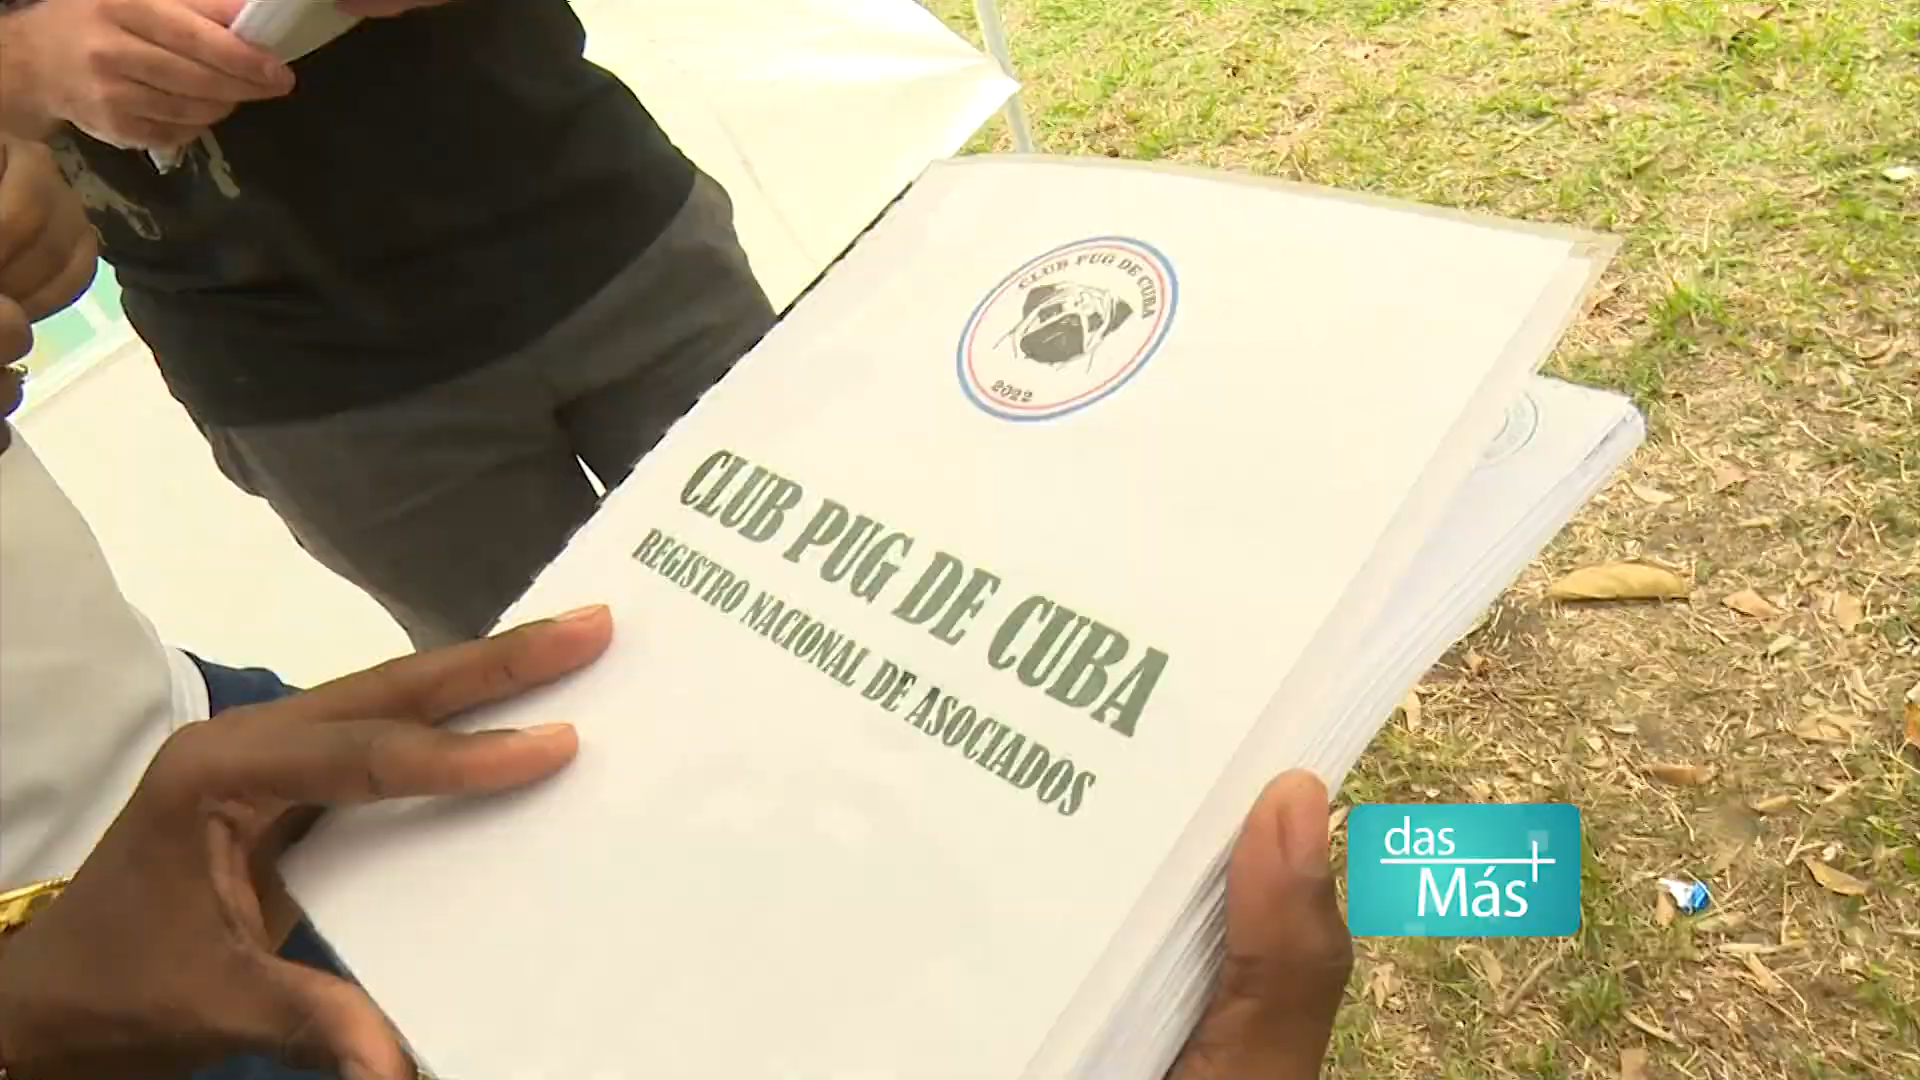 CLUB PUG DE CUBA
2022
CLUB PUG DE CUBA
REGISTRO NACIONAL DE ASOCIADOS
das
Más